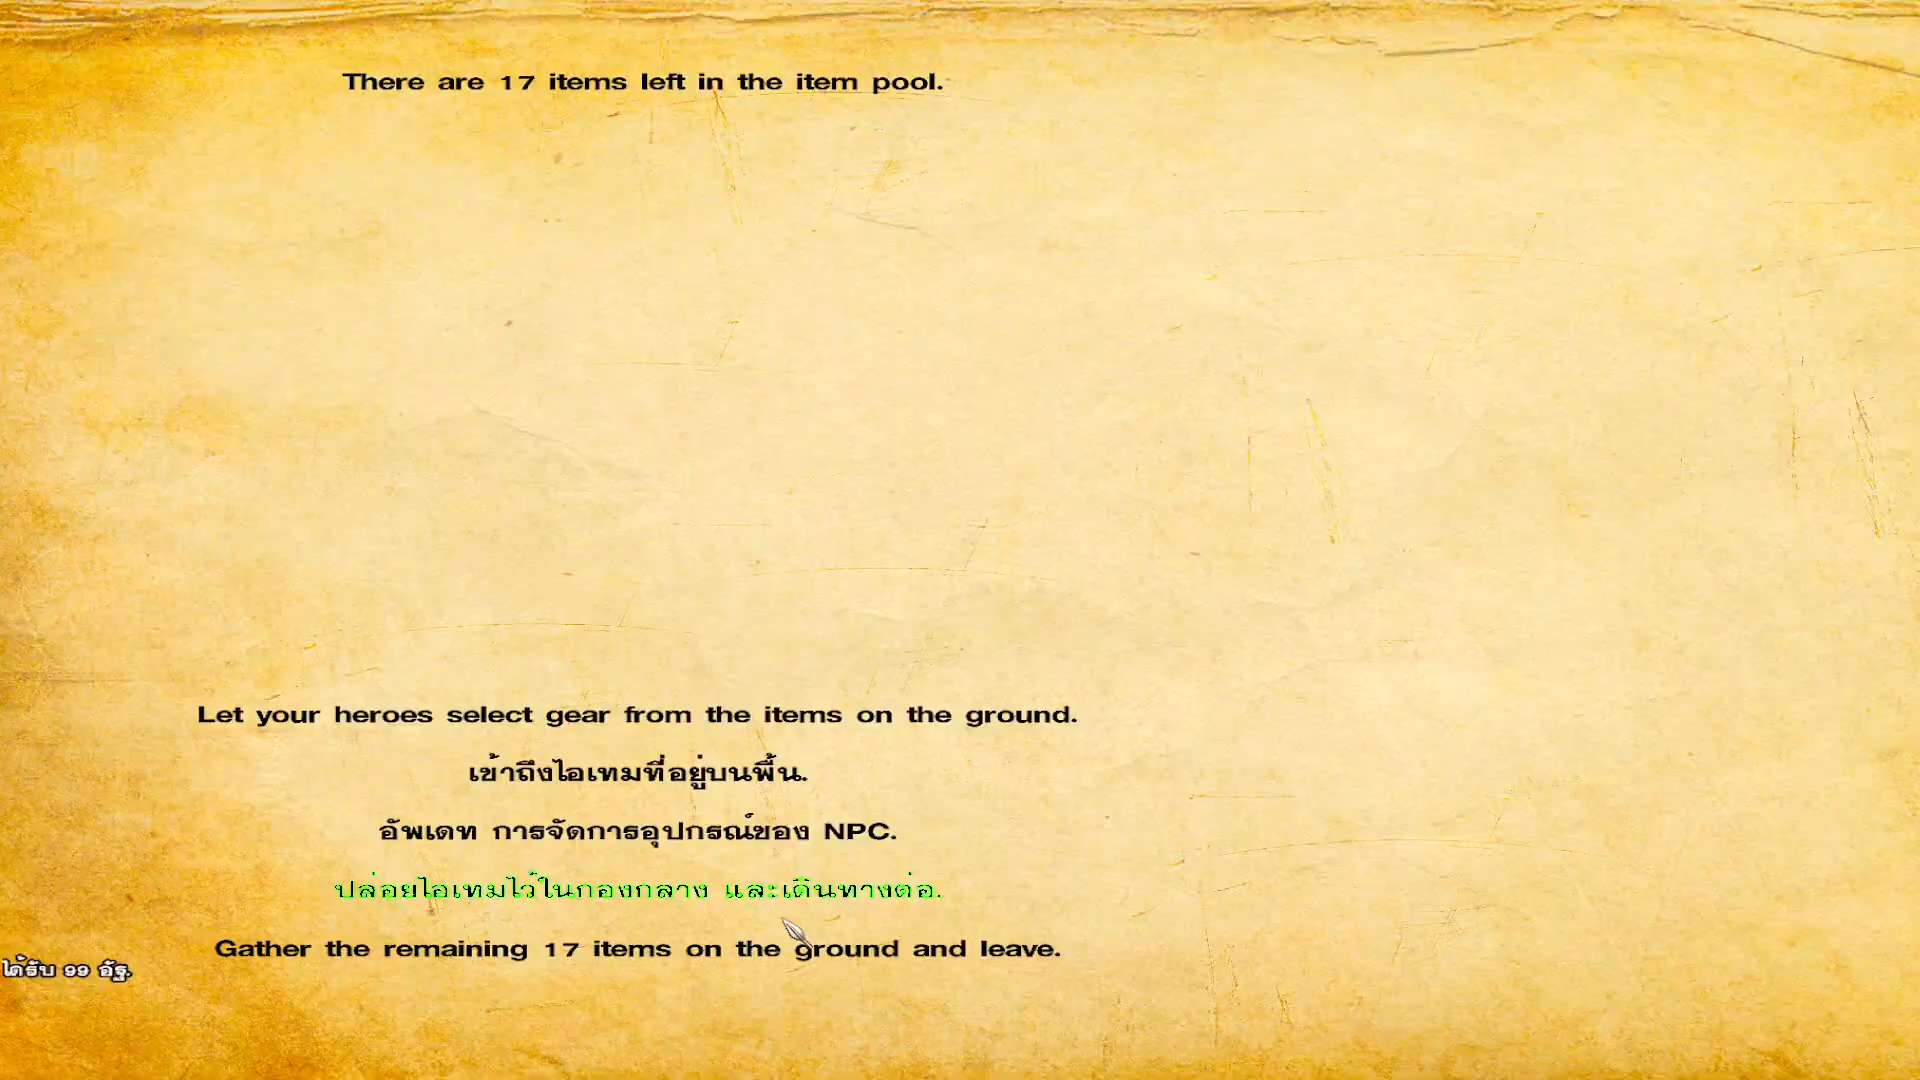 There are 17 items left in the item pool.
Let your heroes select gear from the items on the ground.
เข้าถึงไอเทมที่อยู่บนพื้น.
อัพเดท การจัดการอุปกรณ์ของ NPC.
ปล่อยไอเทมไว้ในกองกลาง และเดินทางต่อ.
Gather the remaining 17 items on the ground and leave.
ได้รับ 99 อัฐ.